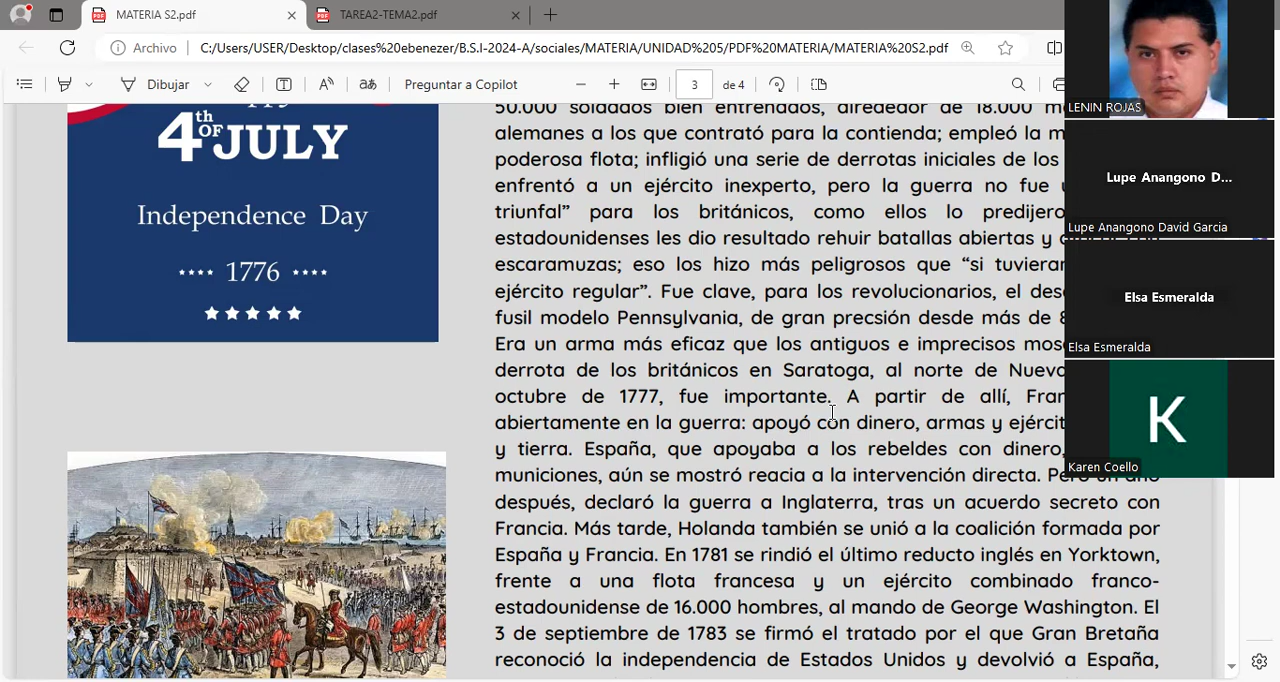 MATERIA S2.pdf
TAREA2-TEMA2.pdf
Archivo
C:/Users/USER/Desktop/clases%20ebenezer/B.S.I-2024-A/sociales/MATERIA/UNIDAD%205/PDF%20MATERIA/MATERIA%20S2.pdf
Dibujar
Preguntar a Copilot
3
de 4
4th OF JULY
Independence Day
1776
50.000 soldados bien entrenados, alrededor de 18.000
alemanes a los que contrató para la contienda; empleó la
poderosa flota; infligió una serie de derrotas iniciales de los
enfrentó a un ejército inexperto, pero la guerra no fue
triunfal” para los británicos, como ellos lo
estadounidenses les dio resultado rehuir batallas abiertas y
escaramuzas; eso los hizo más peligrosos que “si
ejército regular”. Fue clave, para los revolucionarios, el
fusil modelo Pennsylvania, de gran precsión desde más de
Era un arma más eficaz que los antiguos e imprecisos
derrota de los británicos en Saratoga, al norte de
octubre de 1777, fue importante. A partir de allí,
abiertamente en la guerra: apoyó con dinero, armas y
y tierra. España, que apoyaba a los rebeldes con dinero,
municiones, aún se mostró reacia a la intervención directa. Pero un año
después, declaró la guerra a Inglaterra, tras un acuerdo secreto con
Francia. Más tarde, Holanda también se unió a la coalición formada por
España y Francia. En 1781 se rindió el último reducto inglés en Yorktown,
frente a una flota francesa y un ejército combinado franco-
estadounidense de 16.000 hombres, al mando de George Washington. El
3 de septiembre de 1783 se firmó el tratado por el que Gran Bretaña
reconoció la independencia de Estados Unidos y devolvió a España,
LENIN ROJAS
Lupe Anangono D...
Lupe Anangono David Garcia
Elsa Esmeralda
Elsa Esmeralda
K
Karen Coello